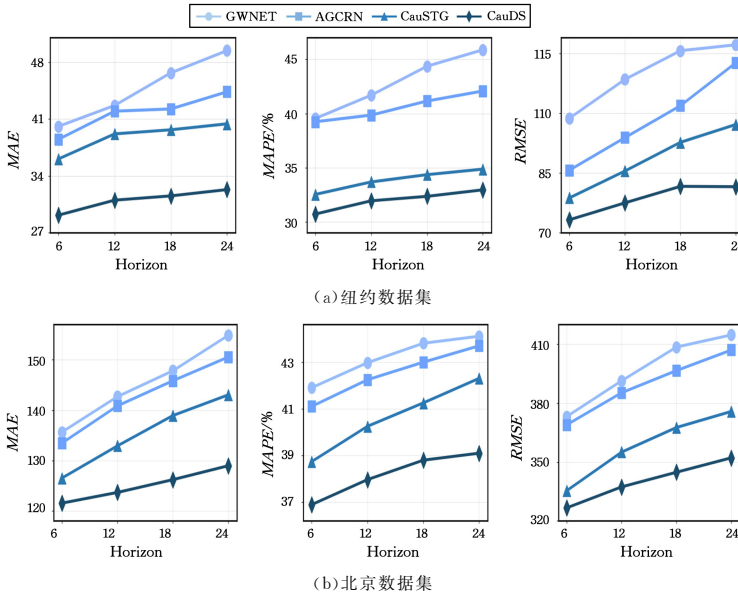 GWNET AGCRN CauSTG CauDS
48
41
34
27
MAE
6 12 18 24
Horizon
45
40
35
30
MAPE/%
6 12 18 24
Horizon
115
110
85
70
RMSE
6 12 18 24
Horizon
(a)纽约数据集
150
140
130
120
MAE
6 12 18 24
Horizon
43
41
39
37
MAPE/%
6 12 18 24
Horizon
410
380
350
320
RMSE
6 12 18 24
Horizon
(b)北京数据集